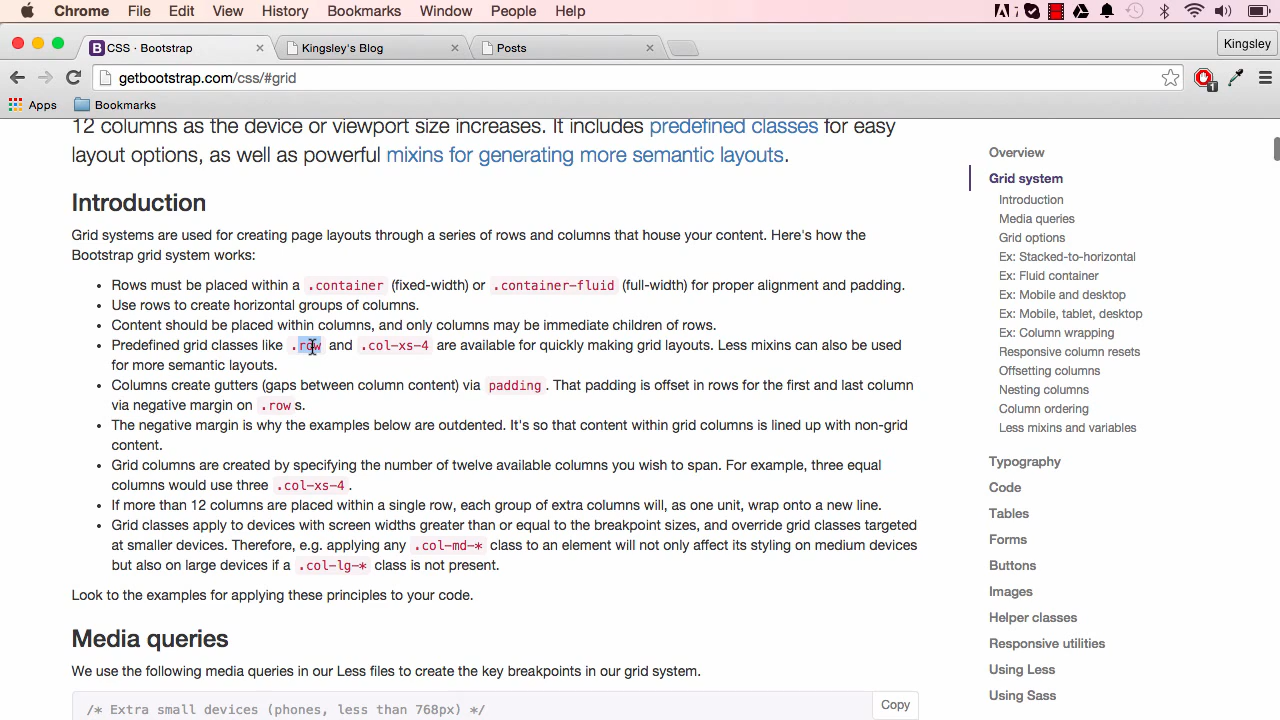 Chrome File Edit View History Bookmarks Window People Help
7
CSS · Bootstrap
Kingsley's Blog
Posts
Kingsley
getbootstrap.com/css/#grid
1
Apps Bookmarks
12 columns as the device or viewport size increases. It includes predefined classes for easy
layout options, as well as powerful mixins for generating more semantic layouts.
Introduction
Grid systems are used for creating page layouts through a series of rows and columns that house your content. Here's how the
Bootstrap grid system works:
• Rows must be placed within a .container (fixed-width) or .container-fluid (full-width) for proper alignment and padding.
• Use rows to create horizontal groups of columns.
• Content should be placed within columns, and only columns may be immediate children of rows.
• Predefined grid classes like .row and .col-xs-4 are available for quickly making grid layouts. Less mixins can also be used
for more semantic layouts.
• Columns create gutters (gaps between column content) via padding. That padding is offset in rows for the first and last column
via negative margin on .rows.
• The negative margin is why the examples below are outdented. It's so that content within grid columns is lined up with non-grid
content.
• Grid columns are created by specifying the number of twelve available columns you wish to span. For example, three equal
columns would use three .col-xs-4.
• If more than 12 columns are placed within a single row, each group of extra columns will, as one unit, wrap onto a new line.
• Grid classes apply to devices with screen widths greater than or equal to the breakpoint sizes, and override grid classes targeted
at smaller devices. Therefore, e.g. applying any .col-md-* class to an element will not only affect its styling on medium devices
but also on large devices if a .col-lg-* class is not present.
Look to the examples for applying these principles to your code.
Media queries
We use the following media queries in our Less files to create the key breakpoints in our grid system.
/* Extra small devices (phones, less than 768px) */
Copy
Overview
Grid system
Introduction
Media queries
Grid options
Ex: Stacked-to-horizontal
Ex: Fluid container
Ex: Mobile and desktop
Ex: Mobile, tablet, desktop
Ex: Column wrapping
Responsive column resets
Offsetting columns
Nesting columns
Column ordering
Less mixins and variables
Typography
Code
Tables
Forms
Buttons
Images
Helper classes
Responsive utilities
Using Less
Using Sass